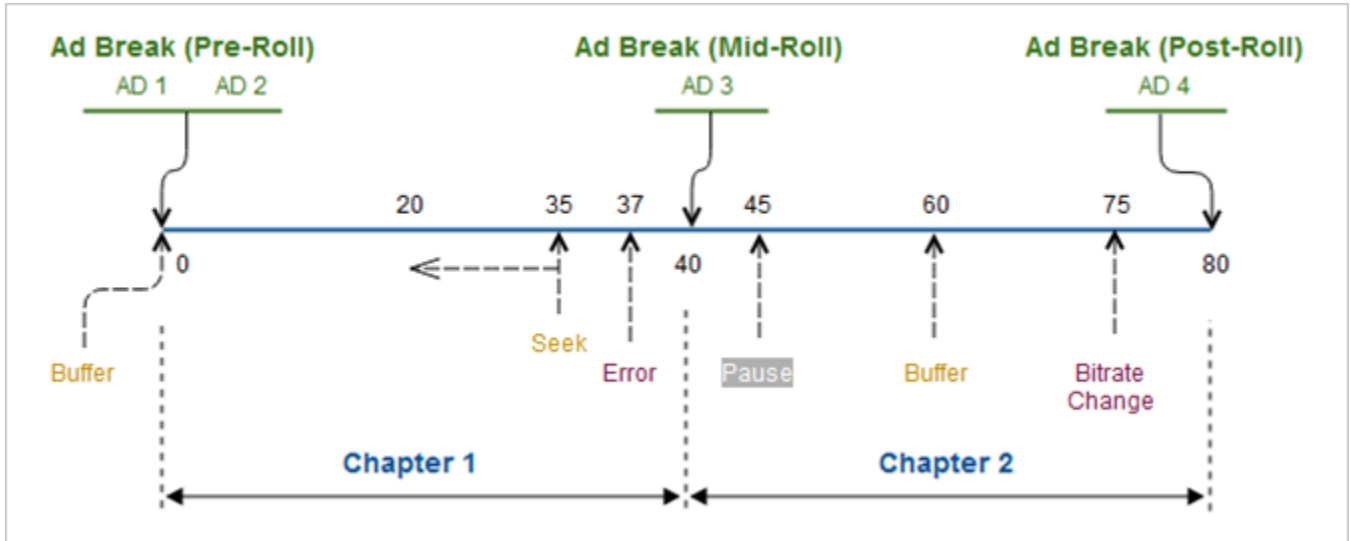 Ad Break (Pre-Roll)
Ad Break (Mid-Roll)
Ad Break (Post-Roll)
AD 1
AD 2
AD 3
AD 4
20
35
37
45
60
75
0
40
80
Seek
Buffer
Error
Pause
Buffer
Bitrate
Change
Chapter 1
Chapter 2